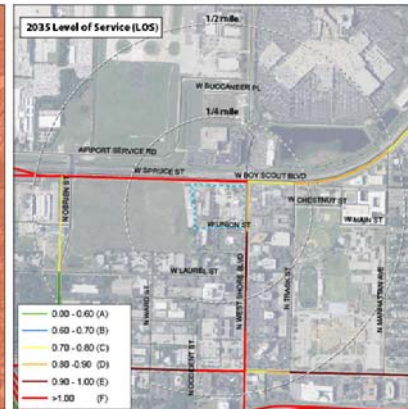 2035 Level of Service (LOS)
1/2 mile
W BUCCANEER PL
1/4 mile
AIRPORT SERVICE RD
W SPRUCE ST
W BOY SCOUT BLVD
N OBRIEN ST
W CHESTNUT ST
W UNION ST
W MAIN ST
W LAUREL ST
N WARD ST
N OCCIDENT ST
N WEST SHORE BLVD
N TRASK ST
N MANHATTAN AVE
0.00 - 0.60 (A)
0.60 - 0.70 (B)
0.70 - 0.80 (C)
0.80 - 0.90 (D)
0.90 - 1.00 (E)
>1.00 (F)